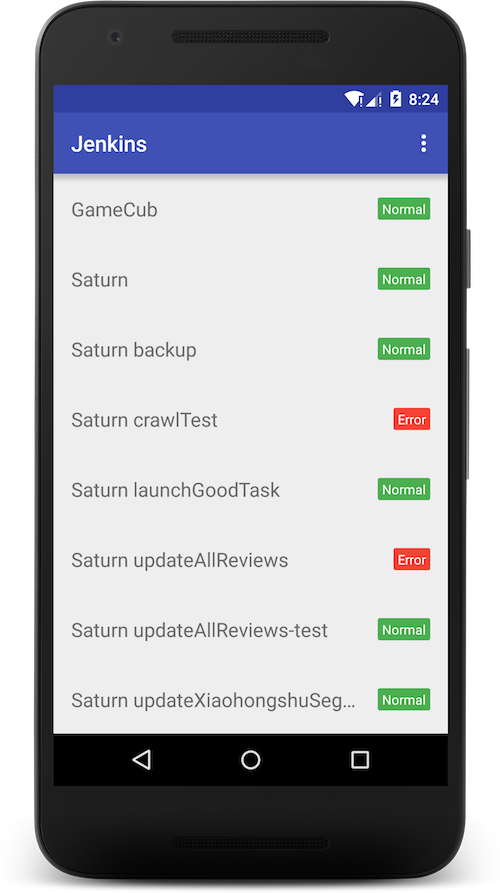 8:24
Jenkins
GameCub Normal
Saturn Normal
Saturn backup Normal
Saturn crawlTest Error
Saturn launchGoodTask Normal
Saturn updateAllReviews Error
Saturn updateAllReviews-test Normal
Saturn updateXiaohongshuSeg... Normal